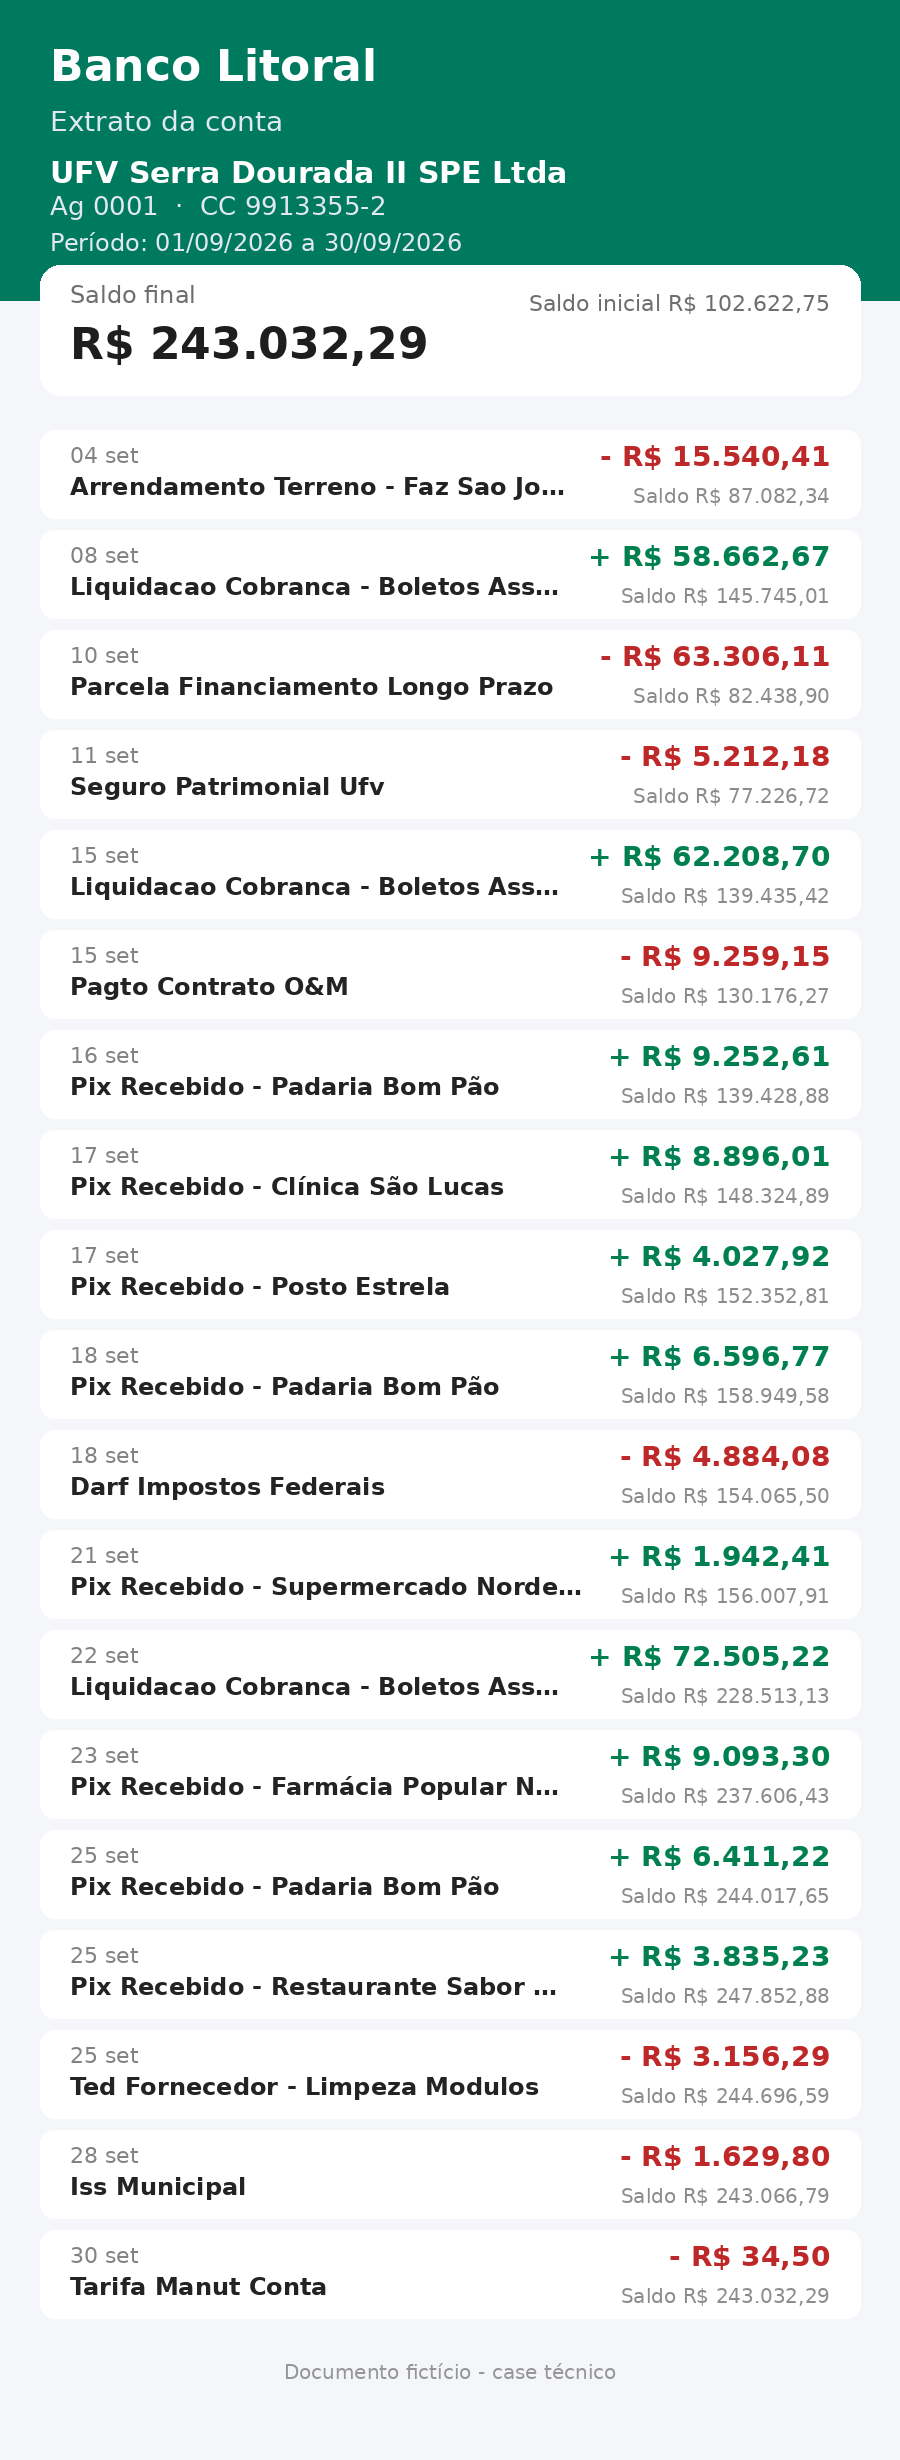 Banco Litoral
Extrato da conta
UFV Serra Dourada II SPE Ltda
Ag 0001 · CC 9913355-2
Período: 01/09/2026 a 30/09/2026
Saldo final
Saldo inicial R$ 102.622,75
R$ 243.032,29
04 set
- R$ 15.540,41
Arrendamento Terreno - Faz Sao Jo...
Saldo R$ 87.082,34
08 set
+ R$ 58.662,67
Liquidacao Cobranca - Boletos Ass...
Saldo R$ 145.745,01
10 set
- R$ 63.306,11
Parcela Financiamento Longo Prazo
Saldo R$ 82.438,90
11 set
- R$ 5.212,18
Seguro Patrimonial Ufv
Saldo R$ 77.226,72
15 set
+ R$ 62.208,70
Liquidacao Cobranca - Boletos Ass...
Saldo R$ 139.435,42
15 set
- R$ 9.259,15
Pagto Contrato O&M
Saldo R$ 130.176,27
16 set
+ R$ 9.252,61
Pix Recebido - Padaria Bom Pão
Saldo R$ 139.428,88
17 set
+ R$ 8.896,01
Pix Recebido - Clínica São Lucas
Saldo R$ 148.324,89
17 set
+ R$ 4.027,92
Pix Recebido - Posto Estrela
Saldo R$ 152.352,81
18 set
+ R$ 6.596,77
Pix Recebido - Padaria Bom Pão
Saldo R$ 158.949,58
18 set
- R$ 4.884,08
Darf Impostos Federais
Saldo R$ 154.065,50
21 set
+ R$ 1.942,41
Pix Recebido - Supermercado Norde...
Saldo R$ 156.007,91
22 set
+ R$ 72.505,22
Liquidacao Cobranca - Boletos Ass...
Saldo R$ 228.513,13
23 set
+ R$ 9.093,30
Pix Recebido - Farmácia Popular N...
Saldo R$ 237.606,43
25 set
+ R$ 6.411,22
Pix Recebido - Padaria Bom Pão
Saldo R$ 244.017,65
25 set
+ R$ 3.835,23
Pix Recebido - Restaurante Sabor ...
Saldo R$ 247.852,88
25 set
- R$ 3.156,29
Ted Fornecedor - Limpeza Modulos
Saldo R$ 244.696,59
28 set
- R$ 1.629,80
Iss Municipal
Saldo R$ 243.066,79
30 set
- R$ 34,50
Tarifa Manut Conta
Saldo R$ 243.032,29
Documento fictício - case técnico